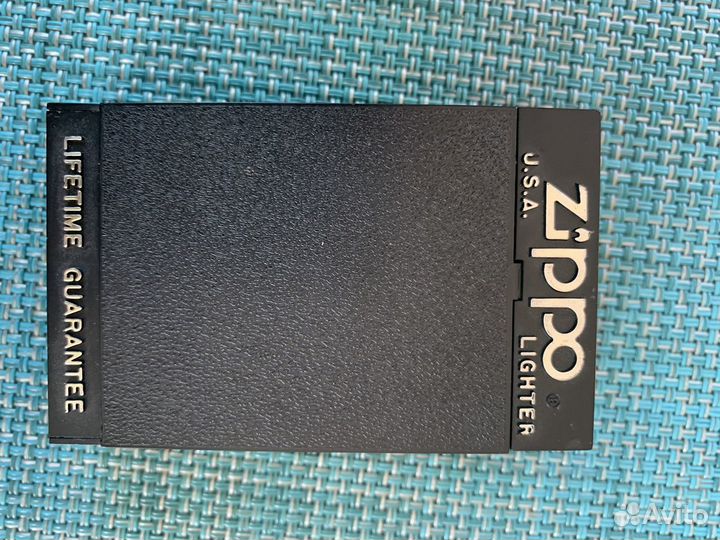 zippo®
U.S.A. LIGHTER
LIFETIME GUARANTEE
Avito